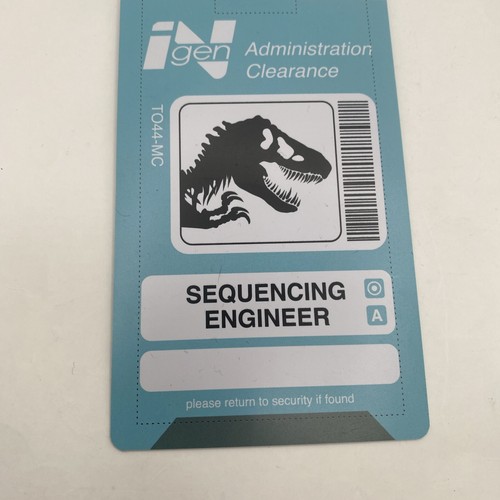 iNgen
Administration
Clearance
TO44-MC
SEQUENCING
ENGINEER
A
please return to security if found